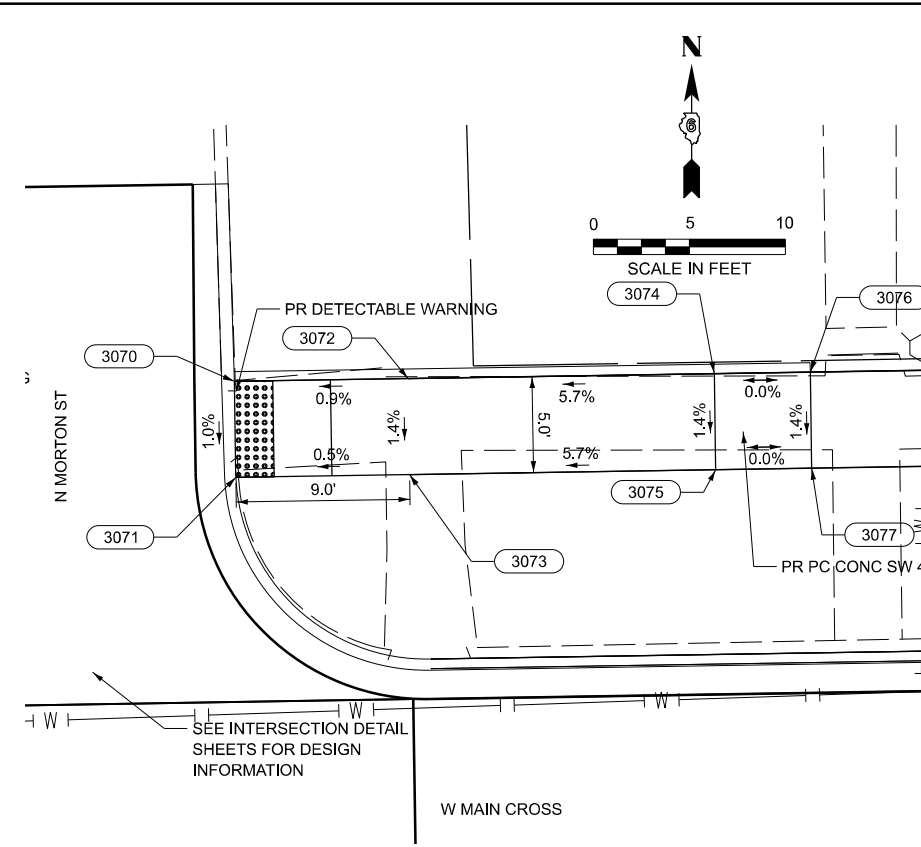 N
6
0 5 10
SCALE IN FEET
3074
3076
PR DETECTABLE WARNING
3072
3070
0.9%
5.7%
0.0%
1.0%
1.4%
5.0'
1.4%
1.4%
0.5%
5.7%
0.0%
N MORTON ST
9.0'
3075
3071
3073
3077
PR PC CONC SW 4
W W W
SEE INTERSECTION DETAIL
SHEETS FOR DESIGN
INFORMATION
W MAIN CROSS